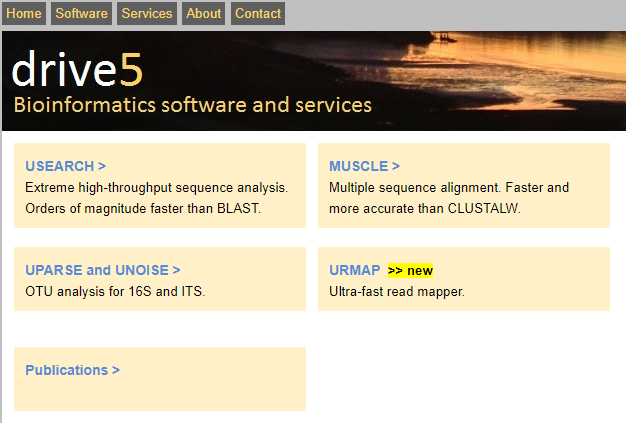 Home Software Services About Contact
drive5
Bioinformatics software and services
USEARCH >
Extreme high-throughput sequence analysis.
Orders of magnitude faster than BLAST.
MUSCLE >
Multiple sequence alignment. Faster and
more accurate than CLUSTALW.
UPARSE and UNOISE >
OTU analysis for 16S and ITS.
URMAP >> new
Ultra-fast read mapper.
Publications >